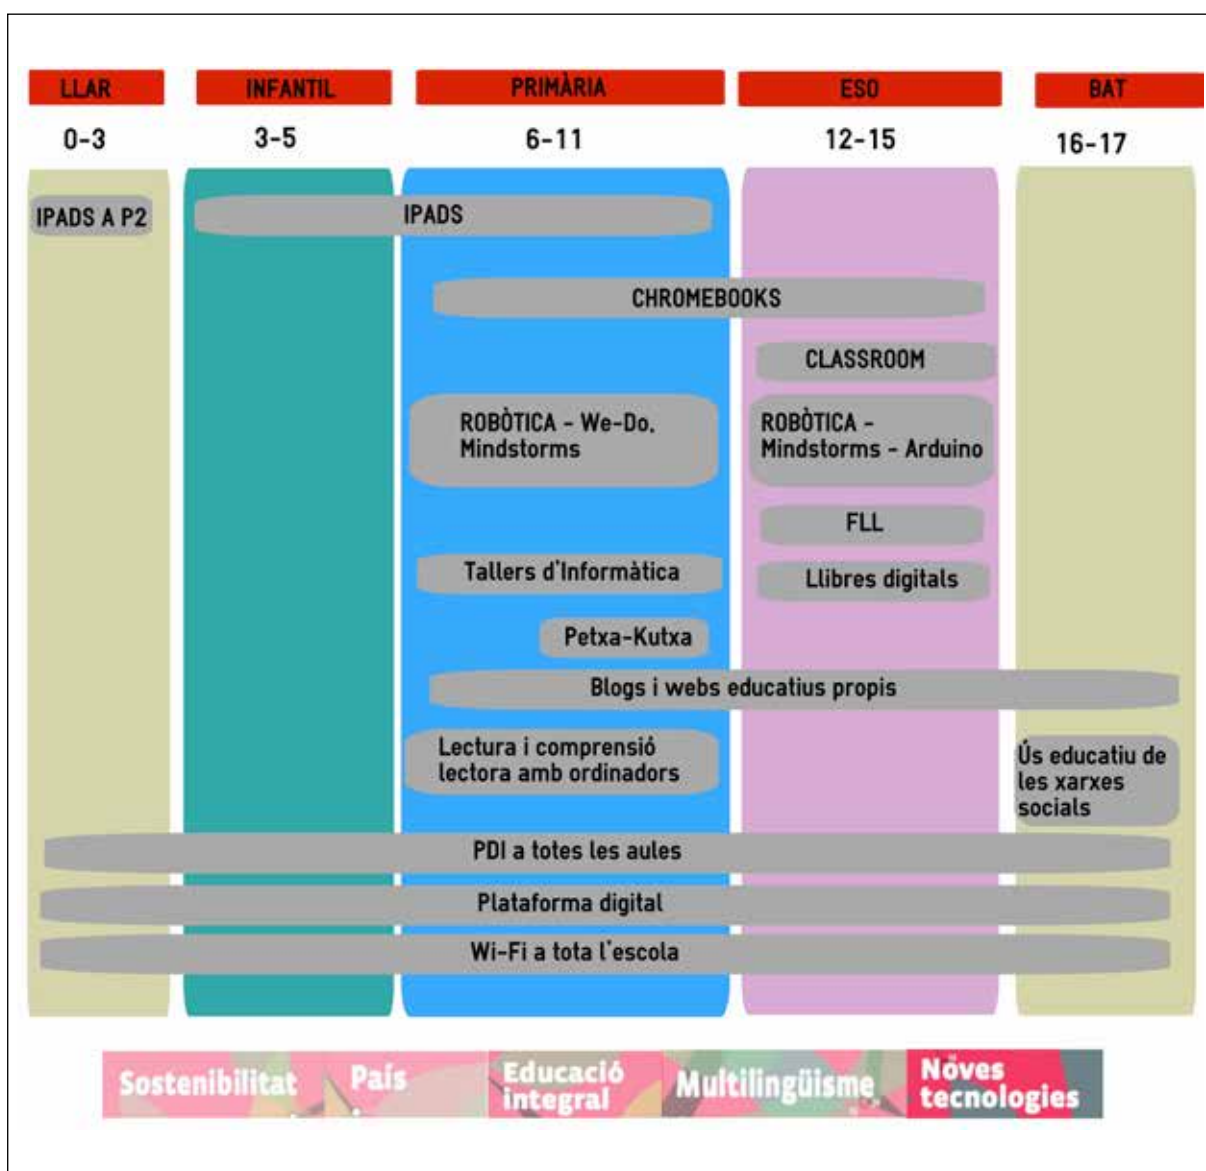 LLAR
INFANTIL
PRIMÀRIA
ESO
BAT
0-3
3-5
6-11
12-15
16-17
IPADS A P2
IPADS
CHROMEBOOKS
CLASSROOM
ROBÒTICA - We-Do,
Mindstorms
ROBÒTICA -
Mindstorms - Arduino
FLL
Tallers d'Informàtica
Llibres digitals
Petxa-Kutxa
Blogs i webs educatius propis
Lectura i comprensió
lectora amb ordinadors
Ús educatiu de
les xarxes
socials
PDI a totes les aules
Plataforma digital
Wi-Fi a tota l'escola
Sostenibilitat
País
Educació
integral
Multilingüisme
Növes
tecnologies